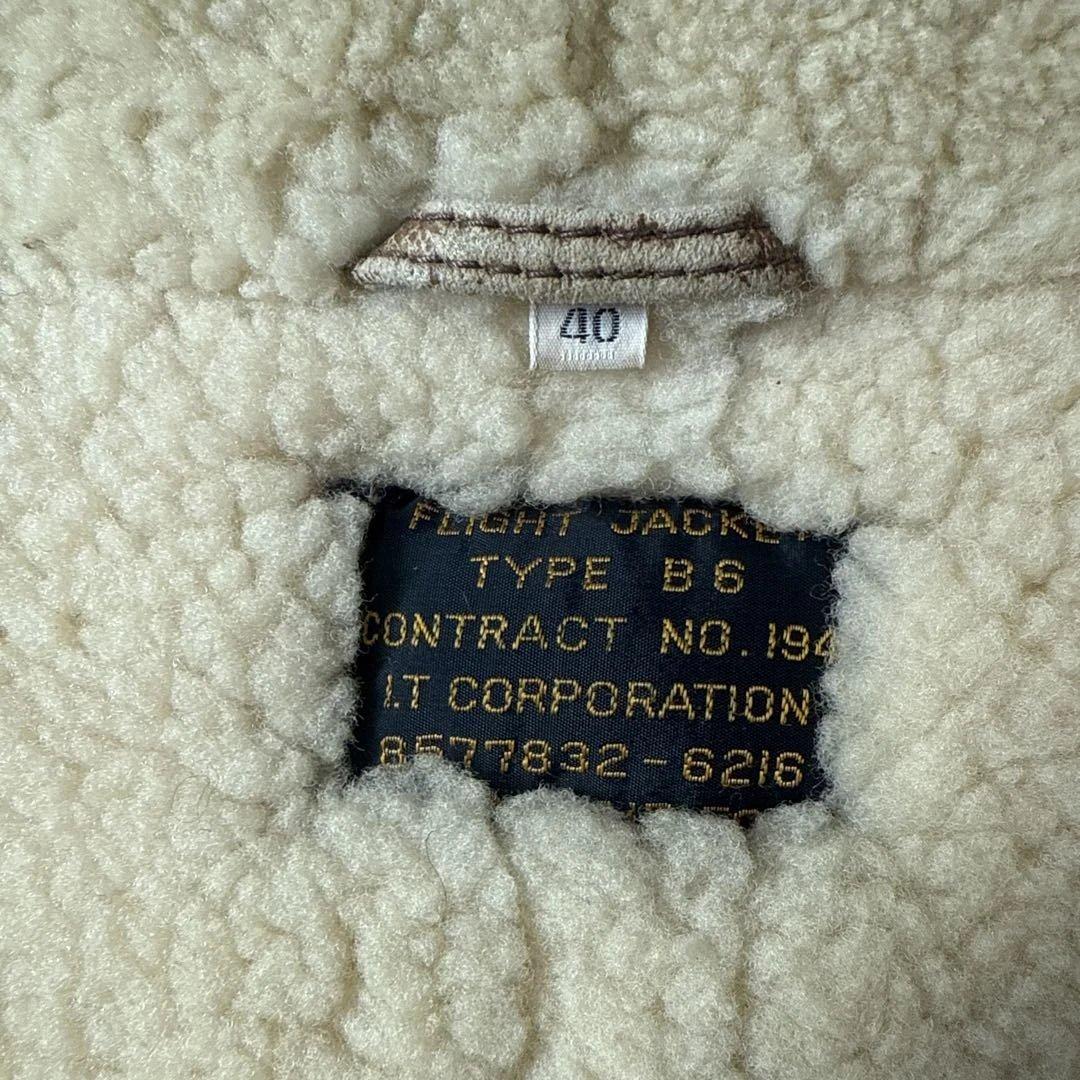 40
FLIGHT JACKET
TYPE B6
CONTRACT NO. 194
I.T CORPORATION
8577832-6216